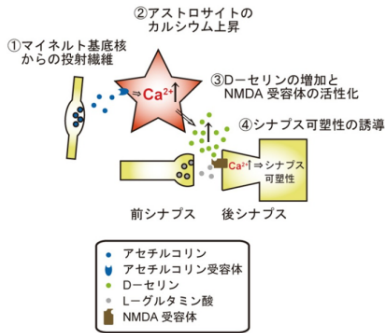 ②アストロサイトの
カルシウム上昇
①マイネルト基底核
からの投射繊維
⇒Ca2+↑
③D−セリンの増加と
NMDA 受容体の活性化
④シナプス可塑性の誘導
Ca2+↑⇒シナプス
可塑性
前シナプス
後シナプス
アセチルコリン
アセチルコリン受容体
D−セリン
L−グルタミン酸
NMDA 受容体